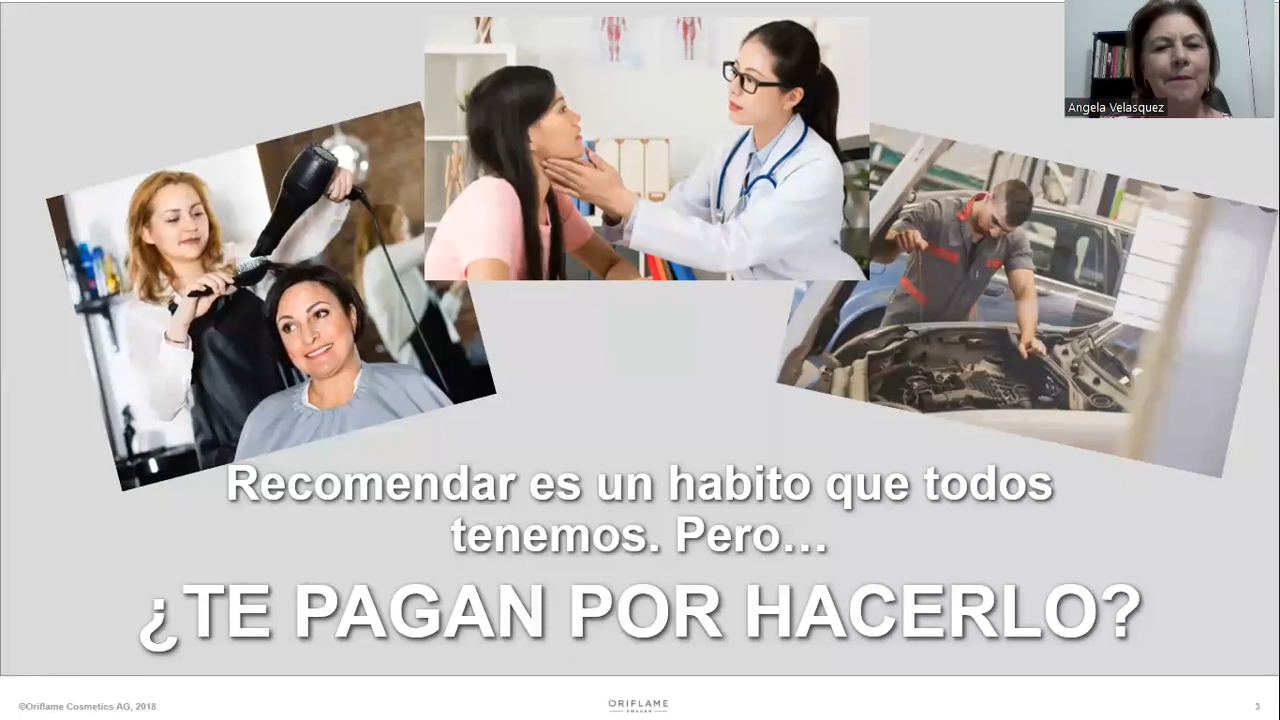 Angela Velasquez
Recomendar es un habito que todos
tenemos. Pero...
¿TE PAGAN POR HACERLO?
©Oriflame Cosmetics AG, 2018
ORIFLAME
SWEDEN
3